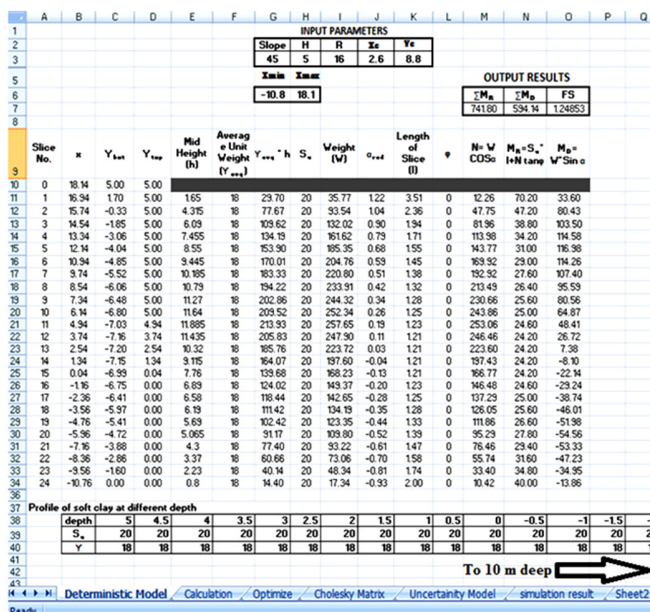 A B C D E F G H I J K L M N O P Q
1 INPUT PARAMETERS
2 Slope H R Xc Yc
3 45 5 16 2.6 8.8
5 Xmin Xmax OUTPUT RESULTS
6 -10.8 18.1 ∑M_R ∑M_D FS
7 741.80 594.14 1.24853
8
9 Slice No. x Y_bot Y_top Mid Height (h) Averag e Unit Weight (Y_avg) Y_avg * h S_u Weight (W) α_rad Length of Slice (l) φ N= W COSα M_R=S_u* l+N tanφ M_D= W*Sin α
10 0 18.14 5.00 5.00
11 1 16.94 1.70 5.00 1.65 18 29.70 20 35.77 1.22 3.51 0 12.26 70.20 33.60
12 2 15.74 -0.33 5.00 4.315 18 77.67 20 93.54 1.04 2.36 0 47.75 47.20 80.43
13 3 14.54 -1.85 5.00 6.09 18 109.62 20 132.02 0.90 1.94 0 81.96 38.80 103.50
14 4 13.34 -3.06 5.00 7.455 18 134.19 20 161.62 0.79 1.71 0 113.98 34.20 114.58
15 5 12.14 -4.04 5.00 8.55 18 153.90 20 185.35 0.68 1.55 0 143.77 31.00 116.98
16 6 10.94 -4.85 5.00 9.445 18 170.01 20 204.76 0.59 1.45 0 169.92 29.00 114.26
17 7 9.74 -5.52 5.00 10.185 18 183.33 20 220.80 0.51 1.38 0 192.92 27.60 107.40
18 8 8.54 -6.06 5.00 10.79 18 194.22 20 233.91 0.42 1.32 0 213.49 26.40 95.59
19 9 7.34 -6.48 5.00 11.27 18 202.86 20 244.32 0.34 1.28 0 230.66 25.60 80.56
20 10 6.14 -6.80 5.00 11.64 18 209.52 20 252.34 0.26 1.25 0 243.86 25.00 64.87
21 11 4.94 -7.03 4.94 11.885 18 213.93 20 257.65 0.19 1.23 0 253.06 24.60 48.41
22 12 3.74 -7.16 3.74 11.435 18 205.83 20 247.90 0.11 1.21 0 246.46 24.20 26.72
23 13 2.54 -7.20 2.54 10.32 18 185.76 20 223.72 0.03 1.21 0 223.60 24.20 7.38
24 14 1.34 -7.15 1.34 9.115 18 164.07 20 197.60 -0.04 1.21 0 197.43 24.20 -8.10
25 15 0.04 -6.99 0.04 7.76 18 139.68 20 168.23 -0.13 1.21 0 166.77 24.20 -22.14
26 16 -1.16 -6.75 0.00 6.89 18 124.02 20 149.37 -0.20 1.23 0 146.48 24.60 -29.24
27 17 -2.36 -6.41 0.00 6.58 18 118.44 20 142.65 -0.28 1.25 0 137.29 25.00 -38.74
28 18 -3.56 -5.97 0.00 6.19 18 111.42 20 134.19 -0.35 1.28 0 126.05 25.60 -46.01
29 19 -4.76 -5.41 0.00 5.69 18 102.42 20 123.35 -0.44 1.33 0 111.86 26.60 -51.98
30 20 -5.96 -4.72 0.00 5.065 18 91.17 20 109.80 -0.52 1.39 0 95.29 27.80 -54.56
31 21 -7.16 -3.88 0.00 4.3 18 77.40 20 93.22 -0.61 1.47 0 76.46 29.40 -53.33
32 22 -8.36 -2.86 0.00 3.37 18 60.66 20 73.06 -0.70 1.58 0 55.74 31.60 -47.23
33 23 -9.56 -1.60 0.00 2.23 18 40.14 20 48.34 -0.81 1.74 0 33.40 34.80 -34.95
34 24 -10.76 0.00 0.00 0.8 18 14.40 20 17.34 -0.93 2.00 0 10.42 40.00 -13.86
36
37 Profile of soft clay at different depth
38 depth 5 4.5 4 3.5 3 2.5 2 1.5 1 0.5 0 -0.5 -1 -1.5
39 S_u 20 20 20 20 20 20 20 20 20 20 20 20 20 20
40 Y 18 18 18 18 18 18 18 18 18 18 18 18 18 18
41
42 To 10 m deep
43
Deterministic Model Calculation Optimize Cholesky Matrix Uncertainty Model simulation result Sheet2
Ready